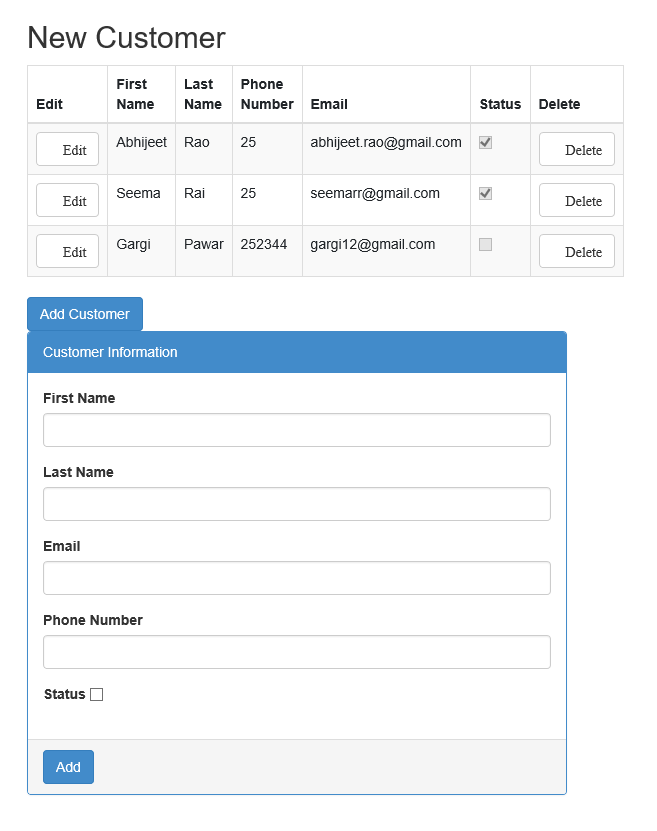 New Customer
Edit First Name Last Name Phone Number Email Status Delete
Edit Abhijeet Rao 25 abhijeet.rao@gmail.com Delete
Edit Seema Rai 25 seemarr@gmail.com Delete
Edit Gargi Pawar 252344 gargi12@gmail.com Delete
Add Customer
Customer Information
First Name
Last Name
Email
Phone Number
Status
Add